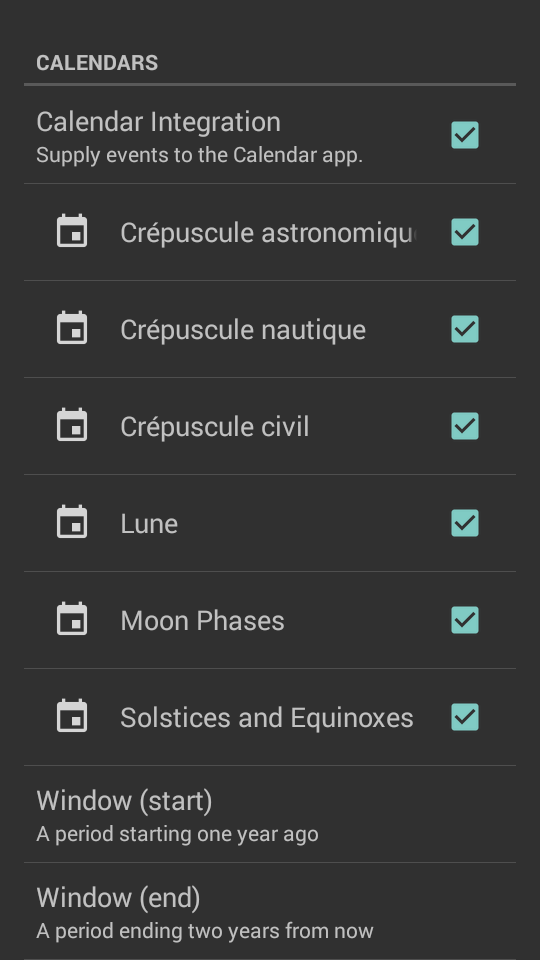 CALENDARS
Calendar Integration
Supply events to the Calendar app.
Crépuscule astronomique
Crépuscule nautique
Crépuscule civil
Lune
Moon Phases
Solstices and Equinoxes
Window (start)
A period starting one year ago
Window (end)
A period ending two years from now